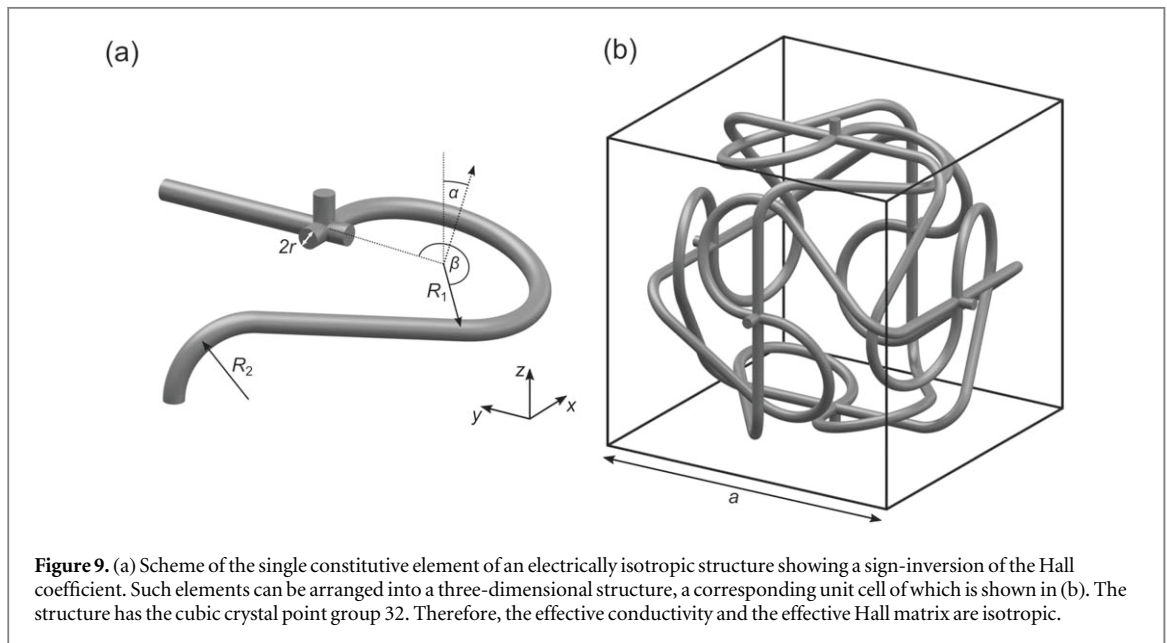 (a)
(b)
α
2r
β
R1
R2
z
y
x
a
Figure 9. (a) Scheme of the single constitutive element of an electrically isotropic structure showing a sign-inversion of the Hall
coefficient. Such elements can be arranged into a three-dimensional structure, a corresponding unit cell of which is shown in (b). The
structure has the cubic crystal point group 32. Therefore, the effective conductivity and the effective Hall matrix are isotropic.